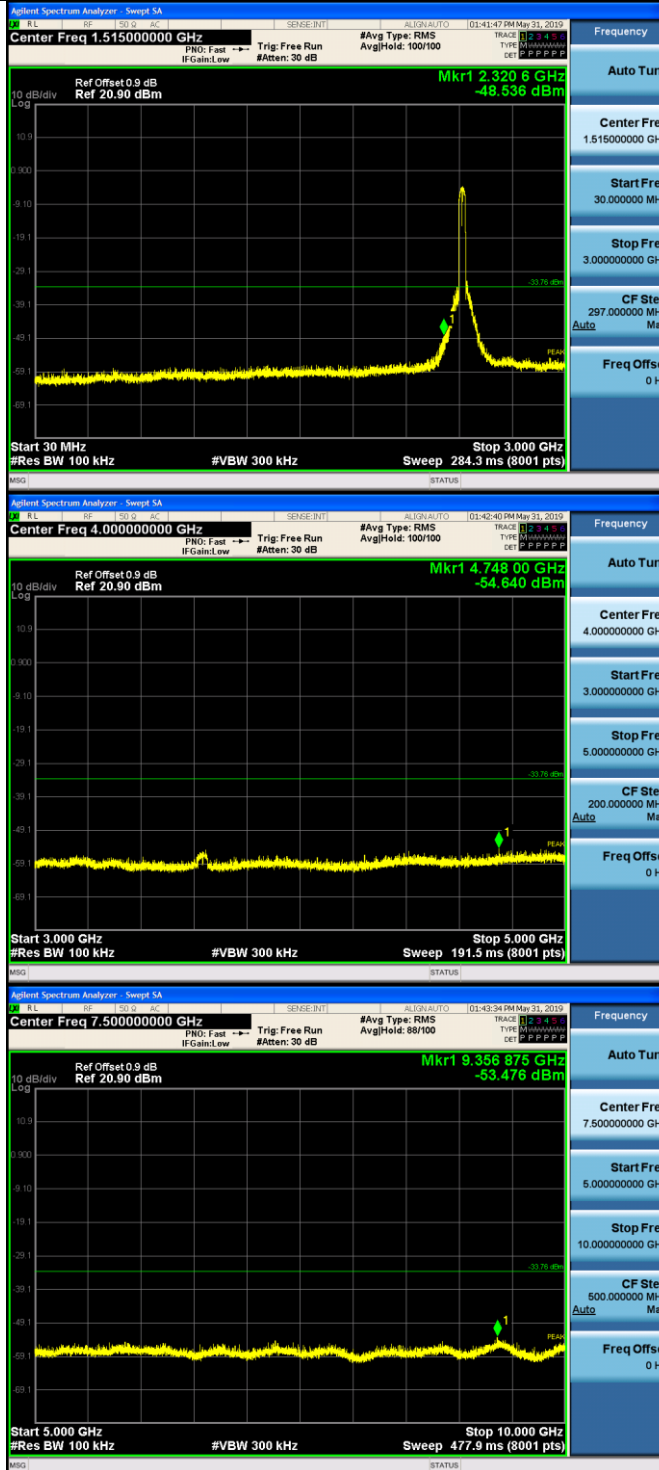 Agilent Spectrum Analyzer - Swept SA
RL RF 50 Ω AC SENSE:INT ALIGNAUTO 01:41:47 PM May 31, 2019
Center Freq 1.515000000 GHz
PNO: Fast
IFGain:Low
Trig: Free Run
#Atten: 30 dB
#Avg Type: RMS
Avg|Hold: 100/100
TRACE 1 2 3 4 5 6
TYPE M
DET P P P P P P
Ref Offset 0.9 dB
Ref 20.90 dBm
10 dB/div
Log
Mkr1 2.320 6 GHz
-48.536 dBm
10.9
0.900
-9.10
-19.1
-29.1
-33.76 dBm
-39.1
1
-49.1
PEAK
-59.1
-69.1
Start 30 MHz
#Res BW 100 kHz
#VBW 300 kHz
Stop 3.000 GHz
Sweep 284.3 ms (8001 pts)
MSG STATUS
Frequency
Auto Tun
Center Fre
1.515000000 GH
Start Fre
30.000000 MH
Stop Fre
3.000000000 GH
CF Ste
297.000000 MH
Auto Ma
Freq Offse
0 H
Agilent Spectrum Analyzer - Swept SA
RL RF 50 Ω AC SENSE:INT ALIGNAUTO 01:42:40 PM May 31, 2019
Center Freq 4.000000000 GHz
PNO: Fast
IFGain:Low
Trig: Free Run
#Atten: 30 dB
#Avg Type: RMS
Avg|Hold: 100/100
TRACE 1 2 3 4 5 6
TYPE M
DET P P P P P P
Ref Offset 0.9 dB
Ref 20.90 dBm
10 dB/div
Log
Mkr1 4.748 00 GHz
-54.640 dBm
10.9
0.900
-9.10
-19.1
-29.1
-33.76 dBm
-39.1
-49.1
1
PEAK
-59.1
-69.1
Start 3.000 GHz
#Res BW 100 kHz
#VBW 300 kHz
Stop 5.000 GHz
Sweep 191.5 ms (8001 pts)
MSG STATUS
Frequency
Auto Tun
Center Fre
4.000000000 GH
Start Fre
3.000000000 GH
Stop Fre
5.000000000 GH
CF Ste
200.000000 MH
Auto Ma
Freq Offse
0 H
Agilent Spectrum Analyzer - Swept SA
RL RF 50 Ω AC SENSE:INT ALIGNAUTO 01:43:34 PM May 31, 2019
Center Freq 7.500000000 GHz
PNO: Fast
IFGain:Low
Trig: Free Run
#Atten: 30 dB
#Avg Type: RMS
Avg|Hold: 88/100
TRACE 1 2 3 4 5 6
TYPE M
DET P P P P P P
Ref Offset 0.9 dB
Ref 20.90 dBm
10 dB/div
Log
Mkr1 9.356 875 GHz
-53.476 dBm
10.9
0.900
-9.10
-19.1
-29.1
-33.76 dBm
-39.1
-49.1
1
PEAK
-59.1
-69.1
Start 5.000 GHz
#Res BW 100 kHz
#VBW 300 kHz
Stop 10.000 GHz
Sweep 477.9 ms (8001 pts)
MSG STATUS
Frequency
Auto Tun
Center Fre
7.500000000 GH
Start Fre
5.000000000 GH
Stop Fre
10.000000000 GH
CF Ste
500.000000 MH
Auto Ma
Freq Offse
0 H